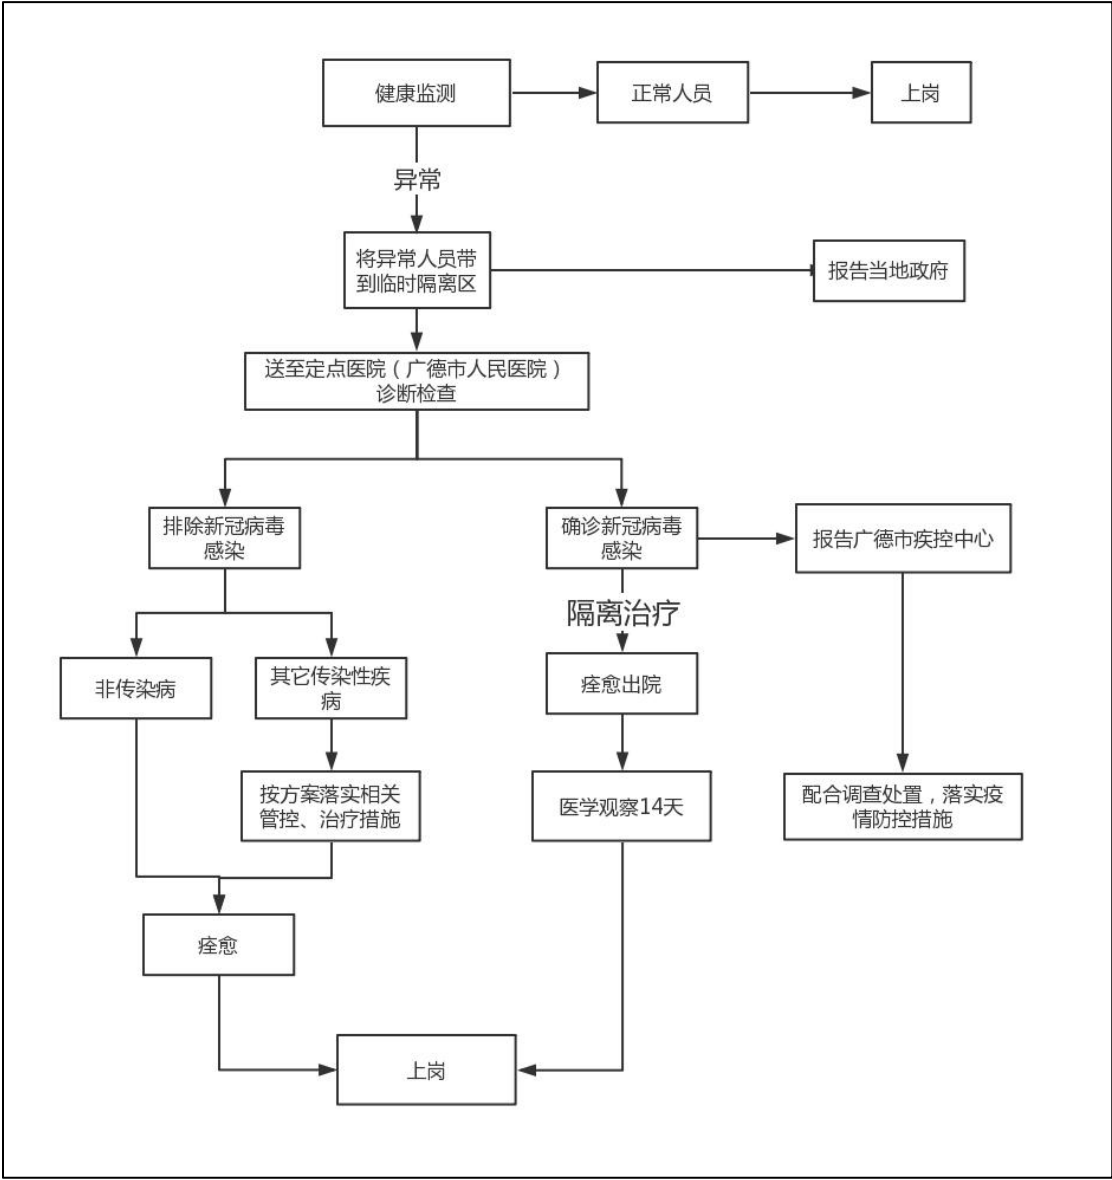 健康监测
正常人员
上岗
异常
将异常人员带
到临时隔离区
报告当地政府
送至定点医院（广德市人民医院）
诊断检查
排除新冠病毒
感染
确诊新冠病毒
感染
报告广德市疾控中心
隔离治疗
非传染病
其它传染性疾
病
痊愈出院
按方案落实相关
管控、治疗措施
医学观察14天
配合调查处置，落实疫
情防控措施
痊愈
上岗